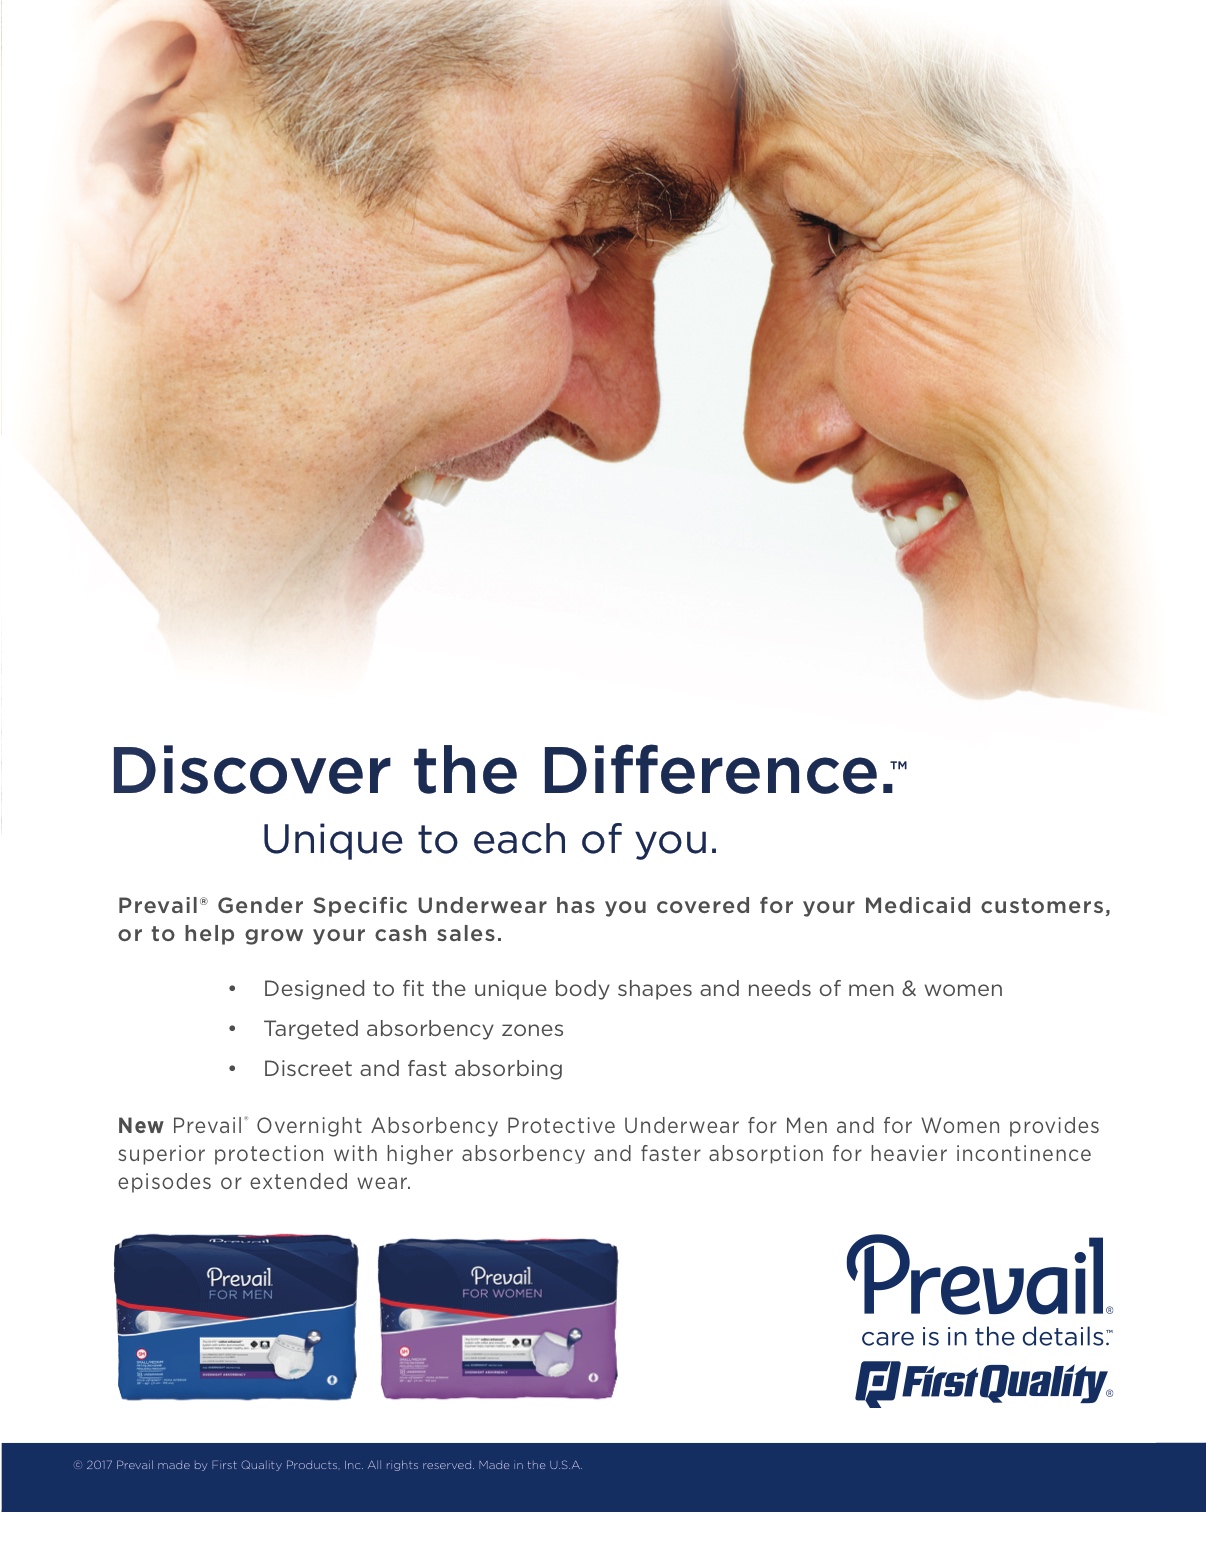 Discover the Difference.™
Unique to each of you.
Prevail® Gender Specific Underwear has you covered for your Medicaid customers,
or to help grow your cash sales.
• Designed to fit the unique body shapes and needs of men & women
• Targeted absorbency zones
• Discreet and fast absorbing
New Prevail® Overnight Absorbency Protective Underwear for Men and for Women provides
superior protection with higher absorbency and faster absorption for heavier incontinence
episodes or extended wear.
Prevail
FOR MEN
OVERNIGHT ABSORBENCY
Prevail
FOR WOMEN
OVERNIGHT ABSORBENCY
Prevail®
care is in the details.™
First Quality®
© 2017 Prevail made by First Quality Products, Inc. All rights reserved. Made in the U.S.A.